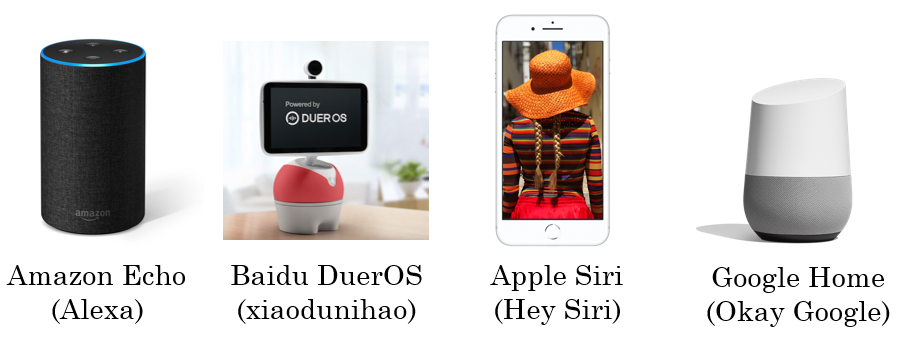 amazon
Powered by
DUER OS
Amazon Echo
(Alexa)
Baidu DuerOS
(xiaodunihao)
Apple Siri
(Hey Siri)
Google Home
(Okay Google)